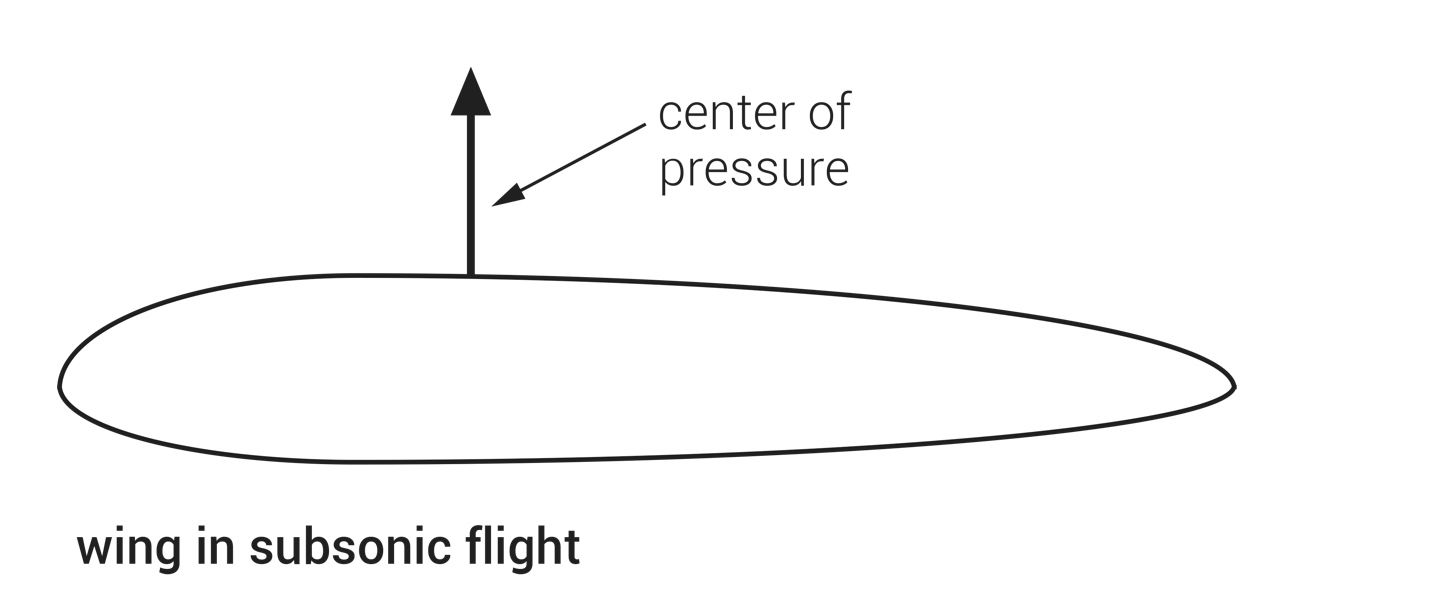 center of
pressure
wing in subsonic flight